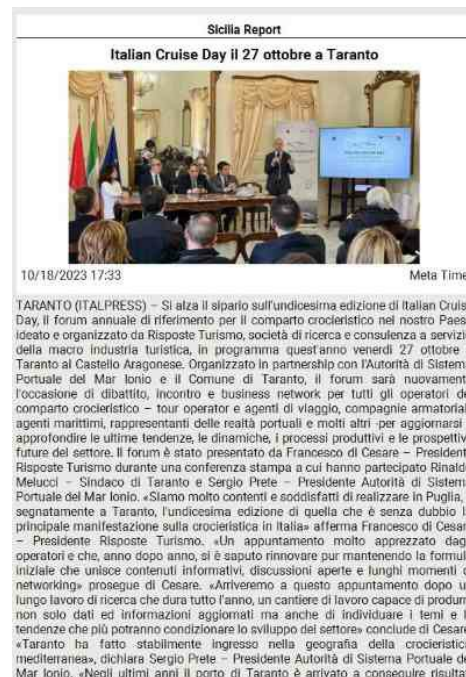 Sicilia Report
Italian Cruise Day il 27 ottobre a Taranto
10/18/2023 17:33
Meta Time
TARANTO (ITALPRESS) – Si alza il sipario sull'undicesima edizione di Italian Cruis
Day, il forum annuale di riferimento per il comparto crocieristico nel nostro Paes
ideato e organizzato da Risposte Turismo, società di ricerca e consulenza a servizi
della macro industria turistica, in programma quest'anno venerdì 27 ottobre
Taranto al Castello Aragonese. Organizzato in partnership con l'Autorità di Sistem
Portuale del Mar Ionio e il Comune di Taranto, il forum sarà nuovament
l'occasione di dibattito, incontro e business network per tutti gli operatori de
comparto crocieristico – tour operator e agenti di viaggio, compagnie armatorial
agenti marittimi, rappresentanti delle realtà portuali e molti altri -per aggiornarsi
approfondire le ultime tendenze, le dinamiche, i processi produttivi e le prospettiv
future del settore. Il forum è stato presentato da Francesco di Cesare – President
Risposte Turismo durante una conferenza stampa a cui hanno partecipato Rinald
Melucci – Sindaco di Taranto e Sergio Prete – Presidente Autorità di Sistem
Portuale del Mar Ionio. «Siamo molto contenti e soddisfatti di realizzare in Puglia,
segnatamente a Taranto, l'undicesima edizione di quella che è senza dubbio l
principale manifestazione sulla crocieristica in Italia» afferma Francesco di Cesar
– Presidente Risposte Turismo. «Un appuntamento molto apprezzato dag
operatori e che, anno dopo anno, si è saputo rinnovare pur mantenendo la formul
iniziale che unisce contenuti informativi, discussioni aperte e lunghi momenti d
networking» prosegue di Cesare. «Arriveremo a questo appuntamento dopo u
lungo lavoro di ricerca che dura tutto l'anno, un cantiere di lavoro capace di produrr
non solo dati ed informazioni aggiornati ma anche di individuare i temi e l
tendenze che più potranno condizionare lo sviluppo del settore» conclude di Cesare
«Taranto ha fatto stabilmente ingresso nella geografia della crocieristic
mediterranea», dichiara Sergio Prete – Presidente Autorità di Sistema Portuale de
Mar Ionio. «Negli ultimi anni il porto di Taranto è arrivato a conseguire risulta